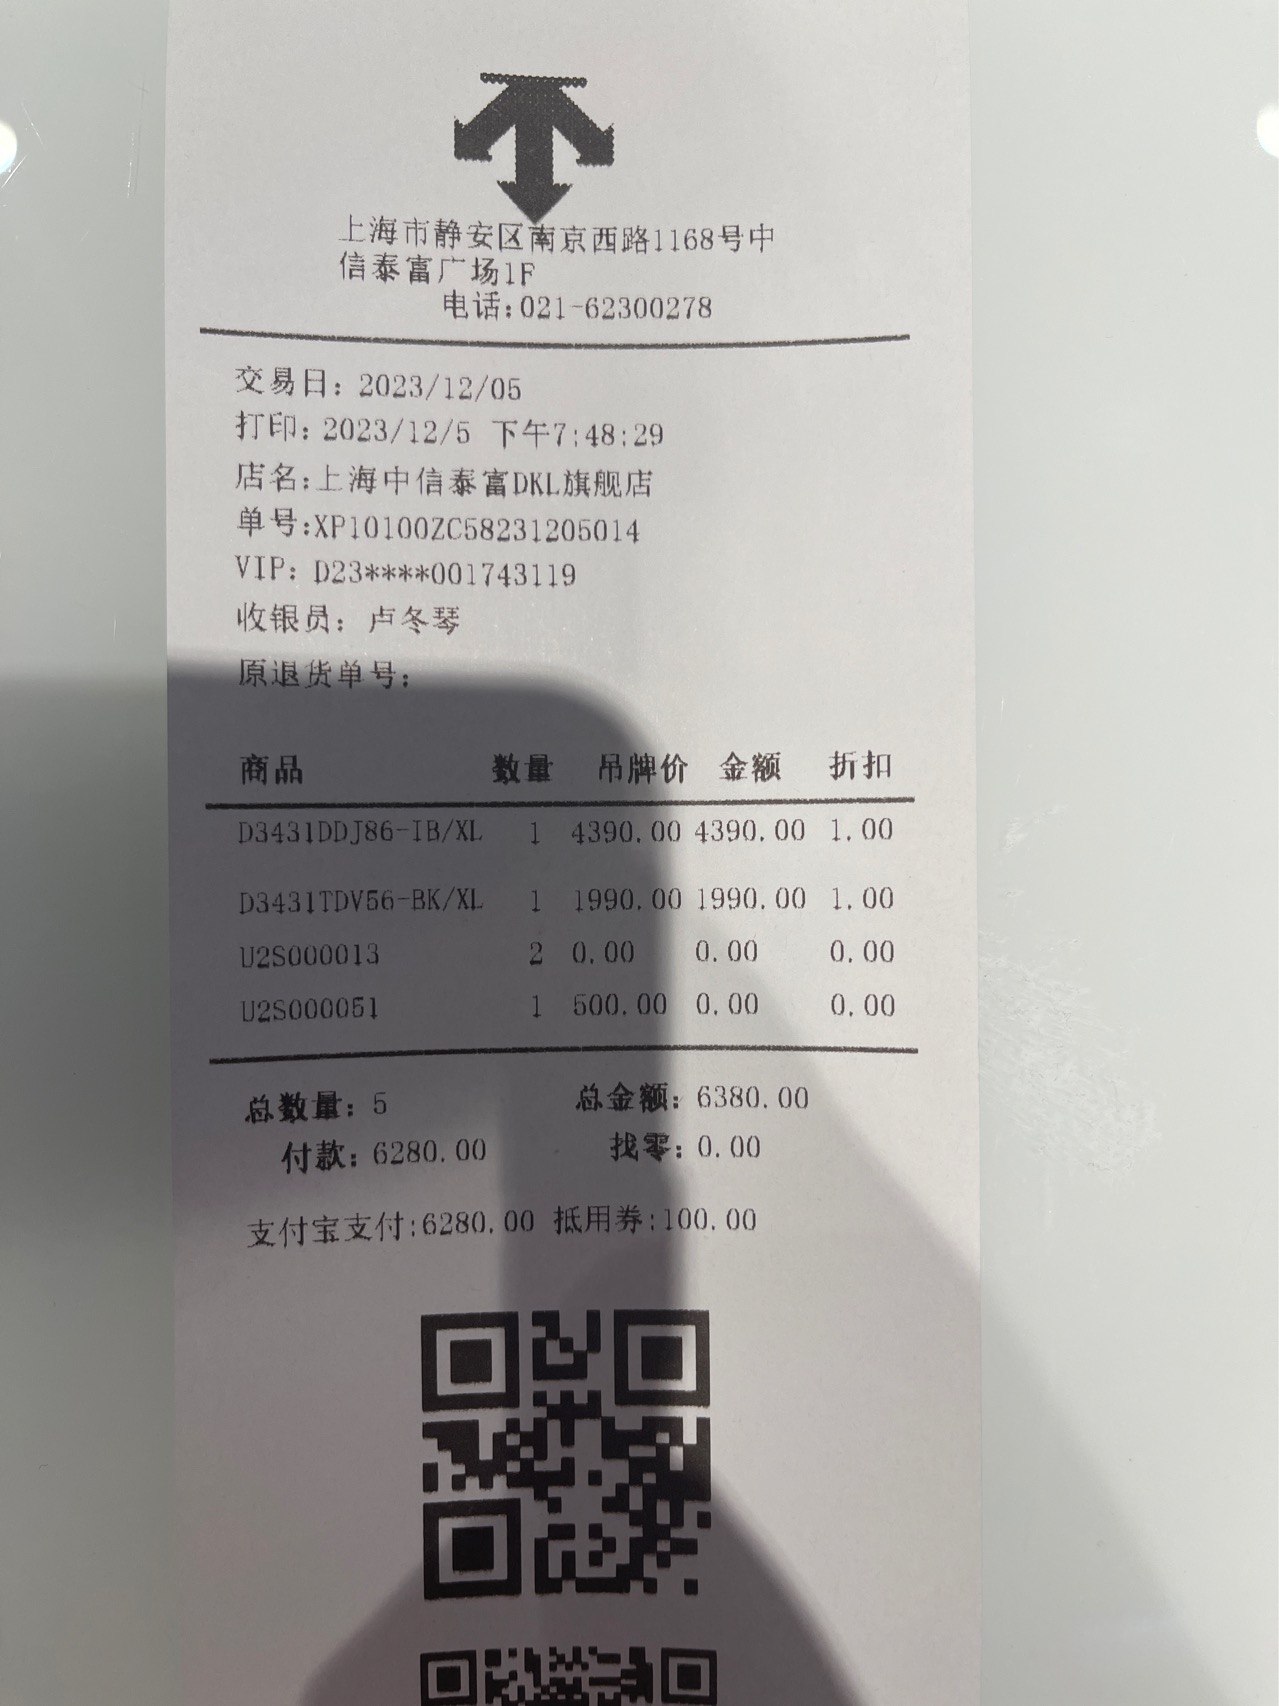 上海市静安区南京西路1168号中
信泰富广场1F
电话:021-62300278
交易日: 2023/12/05
打印: 2023/12/5 下午7:48:29
店名:上海中信泰富DKL旗舰店
单号:XP10100ZC58231205014
VIP: D23****001743119
收银员: 卢冬琴
原退货单号:
商品 数量 吊牌价 金额 折扣
D3431DDJ86-IB/XL 1 4390.00 4390.00 1.00
D3431TDV56-BK/XL 1 1990.00 1990.00 1.00
U2S000013 2 0.00 0.00 0.00
U2S000051 1 500.00 0.00 0.00
总数量: 5 总金额: 6380.00
付款: 6280.00 找零: 0.00
支付宝支付:6280.00 抵用券:100.00